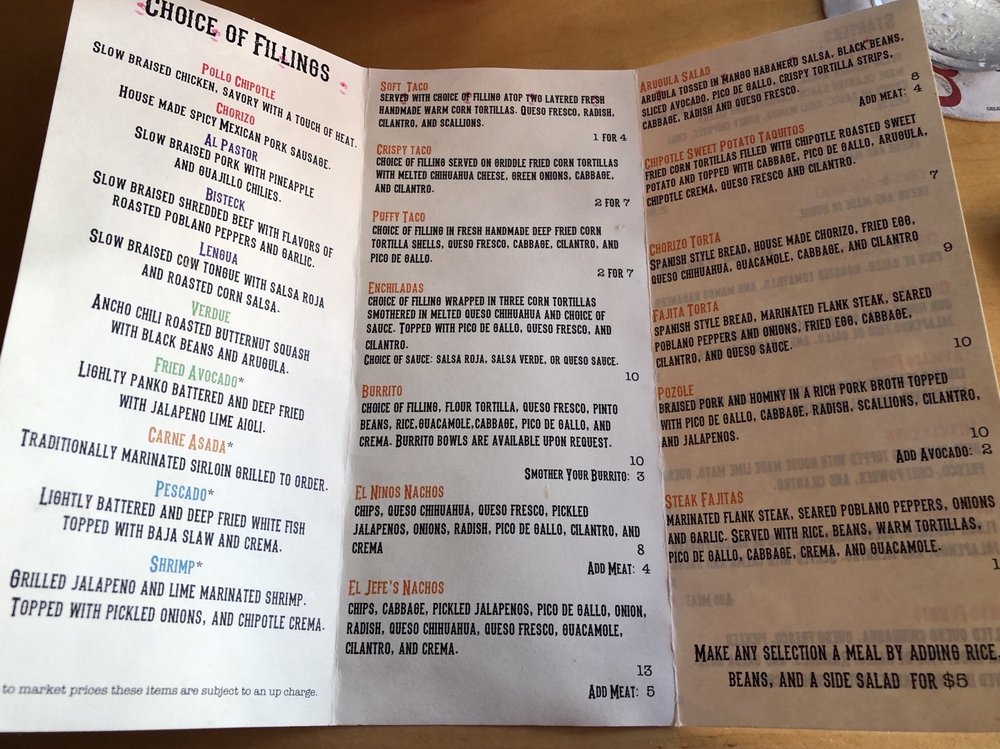 Choice of Fillings
Pollo Chipotle
Slow braised chicken, savory with a touch of heat.
Chorizo
House made spicy Mexican pork sausage.
Al Pastor
Slow braised pork with pineapple
and guajillo chilies.
Bisteck
Slow braised shredded beef with flavors of
roasted poblano peppers and garlic.
Lengua
Slow braised cow tongue with salsa roja
and roasted corn salsa.
Verdue
Ancho chili roasted butternut squash
with black beans and arugula.
Fried Avocado*
Lighlty panko battered and deep fried
with jalapeno lime aioli.
Carne Asada*
Traditionally marinated sirloin grilled to order.
Pescado*
Lightly battered and deep fried white fish
topped with baja slaw and crema.
Shrimp*
Grilled jalapeno and lime marinated shrimp.
Topped with pickled onions, and chipotle crema.
to market prices these items are subject to an up charge.
Soft Taco
served with choice of filling atop two layered fresh
handmade warm corn tortillas. Queso fresco, radish,
cilantro, and scallions.
1 for 4
Crispy taco
choice of filling served on griddle fried corn tortillas
with melted chihuahua cheese, green onions, cabbage,
and cilantro.
2 for 7
Puffy Taco
choice of filling in fresh handmade deep fried corn
tortilla shells, queso fresco, cabbage, cilantro, and
pico de gallo.
2 for 7
Enchiladas
choice of filling wrapped in three corn tortillas
smothered in melted queso chihuahua and choice of
sauce. Topped with pico de gallo, queso fresco, and
cilantro.
Choice of sauce: salsa roja, salsa verde, or queso sauce.
10
Burrito
choice of filling, flour tortilla, queso fresco, pinto
beans, rice,guacamole,cabbage, pico de gallo, and
crema. Burrito bowls are available upon request.
10
Smother Your Burrito: 3
El Ninos Nachos
chips, queso chihuahua, queso fresco, pickled
jalapenos, onions, radish, pico de gallo, cilantro, and
crema
8
Add Meat: 4
El Jefe's Nachos
chips, cabbage, pickled jalapenos, pico de gallo, onion,
radish, queso chihuahua, queso fresco, guacamole,
cilantro, and crema.
13
Add Meat: 5
Arugula Salad
arugula tossed in mango habanero salsa, black beans,
sliced avocado, pico de gallo, crispy tortilla strips,
cabbage, radish and queso fresco.
8
Add Meat: 4
Chipotle Sweet Potato Taquitos
fried corn tortillas filled with chipotle roasted sweet
potato and topped with cabbage, pico de gallo, arugula,
chipotle crema, queso fresco and cilantro.
7
Chorizo Torta
Spanish style bread, house made chorizo, fried egg,
queso chihuahua, guacamole, cabbage, and cilantro
9
Fajita Torta
Spanish style bread, marinated flank steak, seared
poblano peppers and onions, fried egg, cabbage,
cilantro, and queso sauce.
10
Pozole
braised pork and hominy in a rich pork broth topped
with pico de gallo, cabbage, radish, scallions, cilantro,
and jalapenos.
10
Add Avocado: 2
Steak Fajitas
marinated flank steak, seared poblano peppers, onions
and garlic. Served with rice, beans, warm tortillas,
pico de gallo, cabbage, crema, and guacamole.
Make any selection a meal by adding rice,
beans, and a side salad for $5